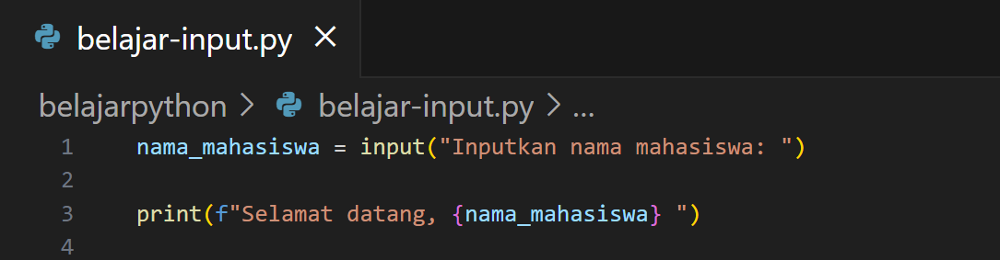 belajar-input.py ×
belajarpython > belajar-input.py > ...
1 nama_mahasiswa = input("Inputkan nama mahasiswa: ")
2
3 print(f"Selamat datang, {nama_mahasiswa} ")
4